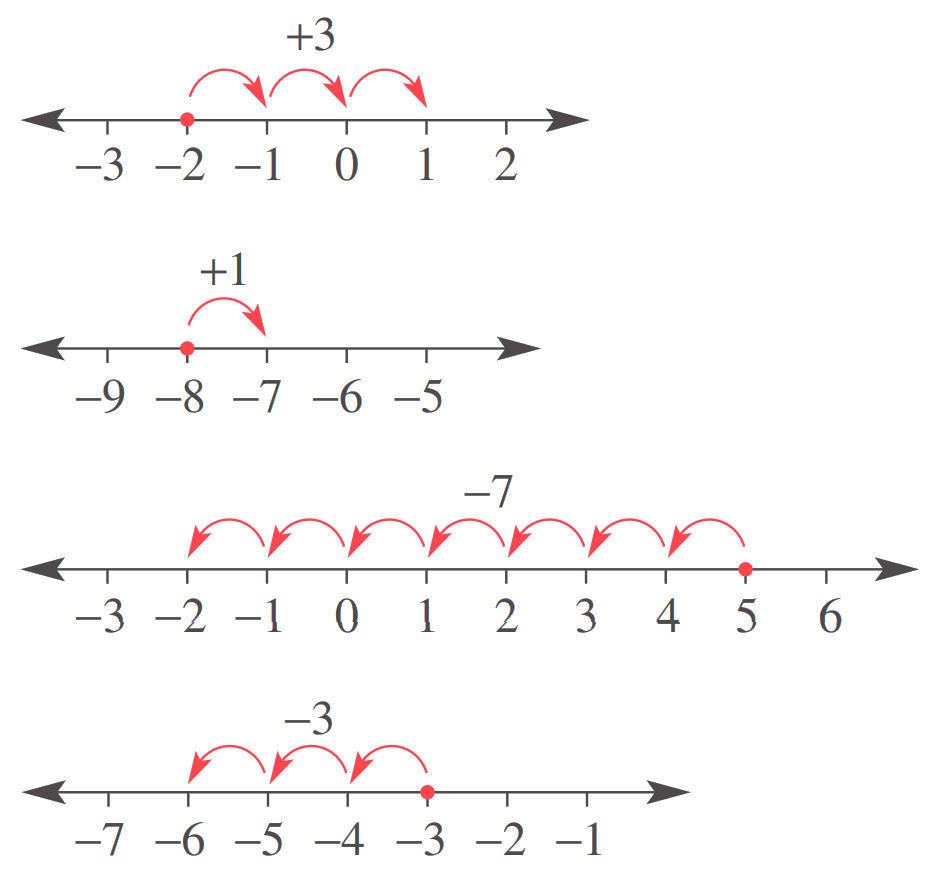 +3
–3 –2 –1 0 1 2
+1
–9 –8 –7 –6 –5
–7
–3 –2 –1 0 1 2 3 4 5 6
–3
–7 –6 –5 –4 –3 –2 –1